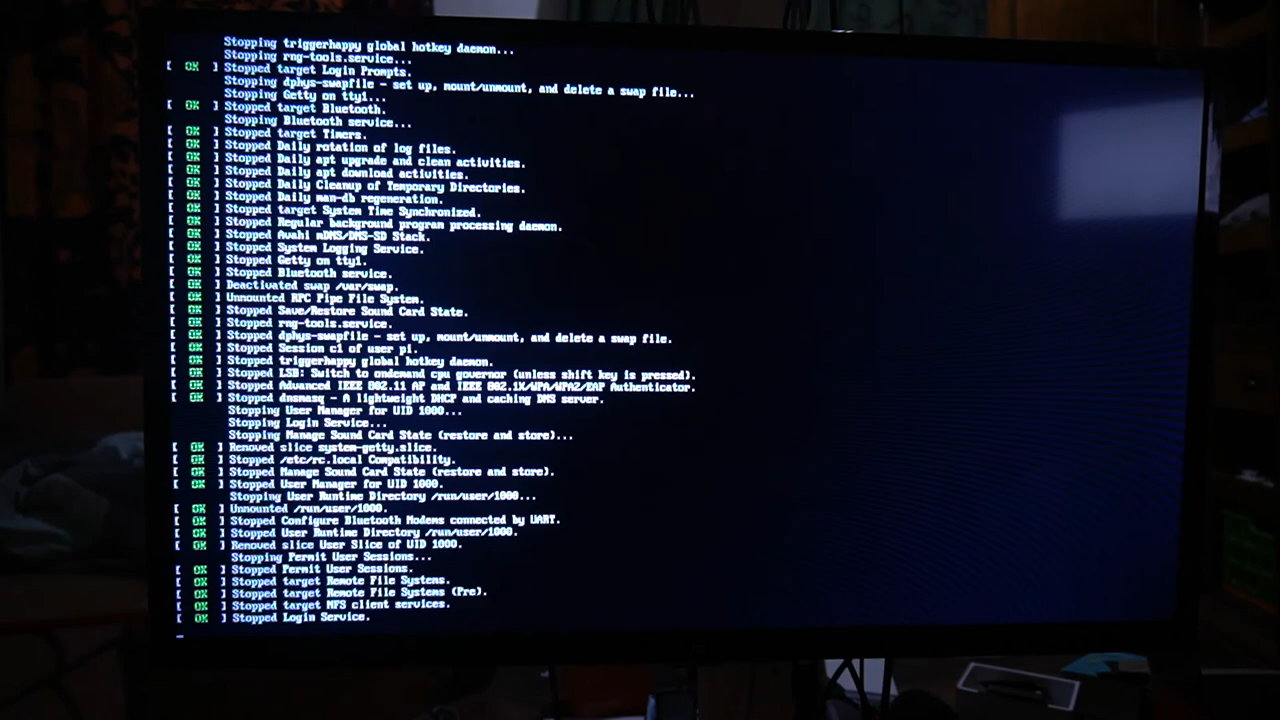 Stopping triggerhappy global hotkey daemon...
Stopping rng-tools.service...
[ OK ] Stopped target Login Prompts.
Stopping dphys-swapfile - set up, mount/unmount, and delete a swap file...
Stopping Getty on tty1...
[ OK ] Stopped target Bluetooth.
Stopping Bluetooth service...
[ OK ] Stopped target Timers.
[ OK ] Stopped Daily rotation of log files.
[ OK ] Stopped Daily apt upgrade and clean activities.
[ OK ] Stopped Daily apt download activities.
[ OK ] Stopped Daily Cleanup of Temporary Directories.
[ OK ] Stopped Daily man-db regeneration.
[ OK ] Stopped target System Time Synchronized.
[ OK ] Stopped Regular background program processing daemon.
[ OK ] Stopped Avahi mDNS/DNS-SD Stack.
[ OK ] Stopped System Logging Service.
[ OK ] Stopped Getty on tty1.
[ OK ] Stopped Bluetooth service.
[ OK ] Deactivated swap /var/swap.
[ OK ] Unmounted RPC Pipe File System.
[ OK ] Stopped Save/Restore Sound Card State.
[ OK ] Stopped rng-tools.service.
[ OK ] Stopped dphys-swapfile - set up, mount/unmount, and delete a swap file.
[ OK ] Stopped Session c1 of user pi.
[ OK ] Stopped triggerhappy global hotkey daemon.
[ OK ] Stopped LSB: Switch to ondemand cpu governor (unless shift key is pressed).
[ OK ] Stopped Advanced IEEE 802.11 AP and IEEE 802.1X/WPA/WPA2/EAP Authenticator.
[ OK ] Stopped dnsmasq - A lightweight DHCP and caching DNS server.
Stopping User Manager for UID 1000...
Stopping Login Service...
Stopping Manage Sound Card State (restore and store)...
[ OK ] Removed slice system-getty.slice.
[ OK ] Stopped /etc/rc.local Compatibility.
[ OK ] Stopped Manage Sound Card State (restore and store).
[ OK ] Stopped User Manager for UID 1000.
Stopping User Runtime Directory /run/user/1000...
[ OK ] Unmounted /run/user/1000.
[ OK ] Stopped Configure Bluetooth Modems connected by UART.
[ OK ] Stopped User Runtime Directory /run/user/1000.
[ OK ] Removed slice User Slice of UID 1000.
Stopping Permit User Sessions...
[ OK ] Stopped Permit User Sessions.
[ OK ] Stopped target Remote File Systems.
[ OK ] Stopped target Remote File Systems (Pre).
[ OK ] Stopped target NFS client services.
[ OK ] Stopped Login Service.